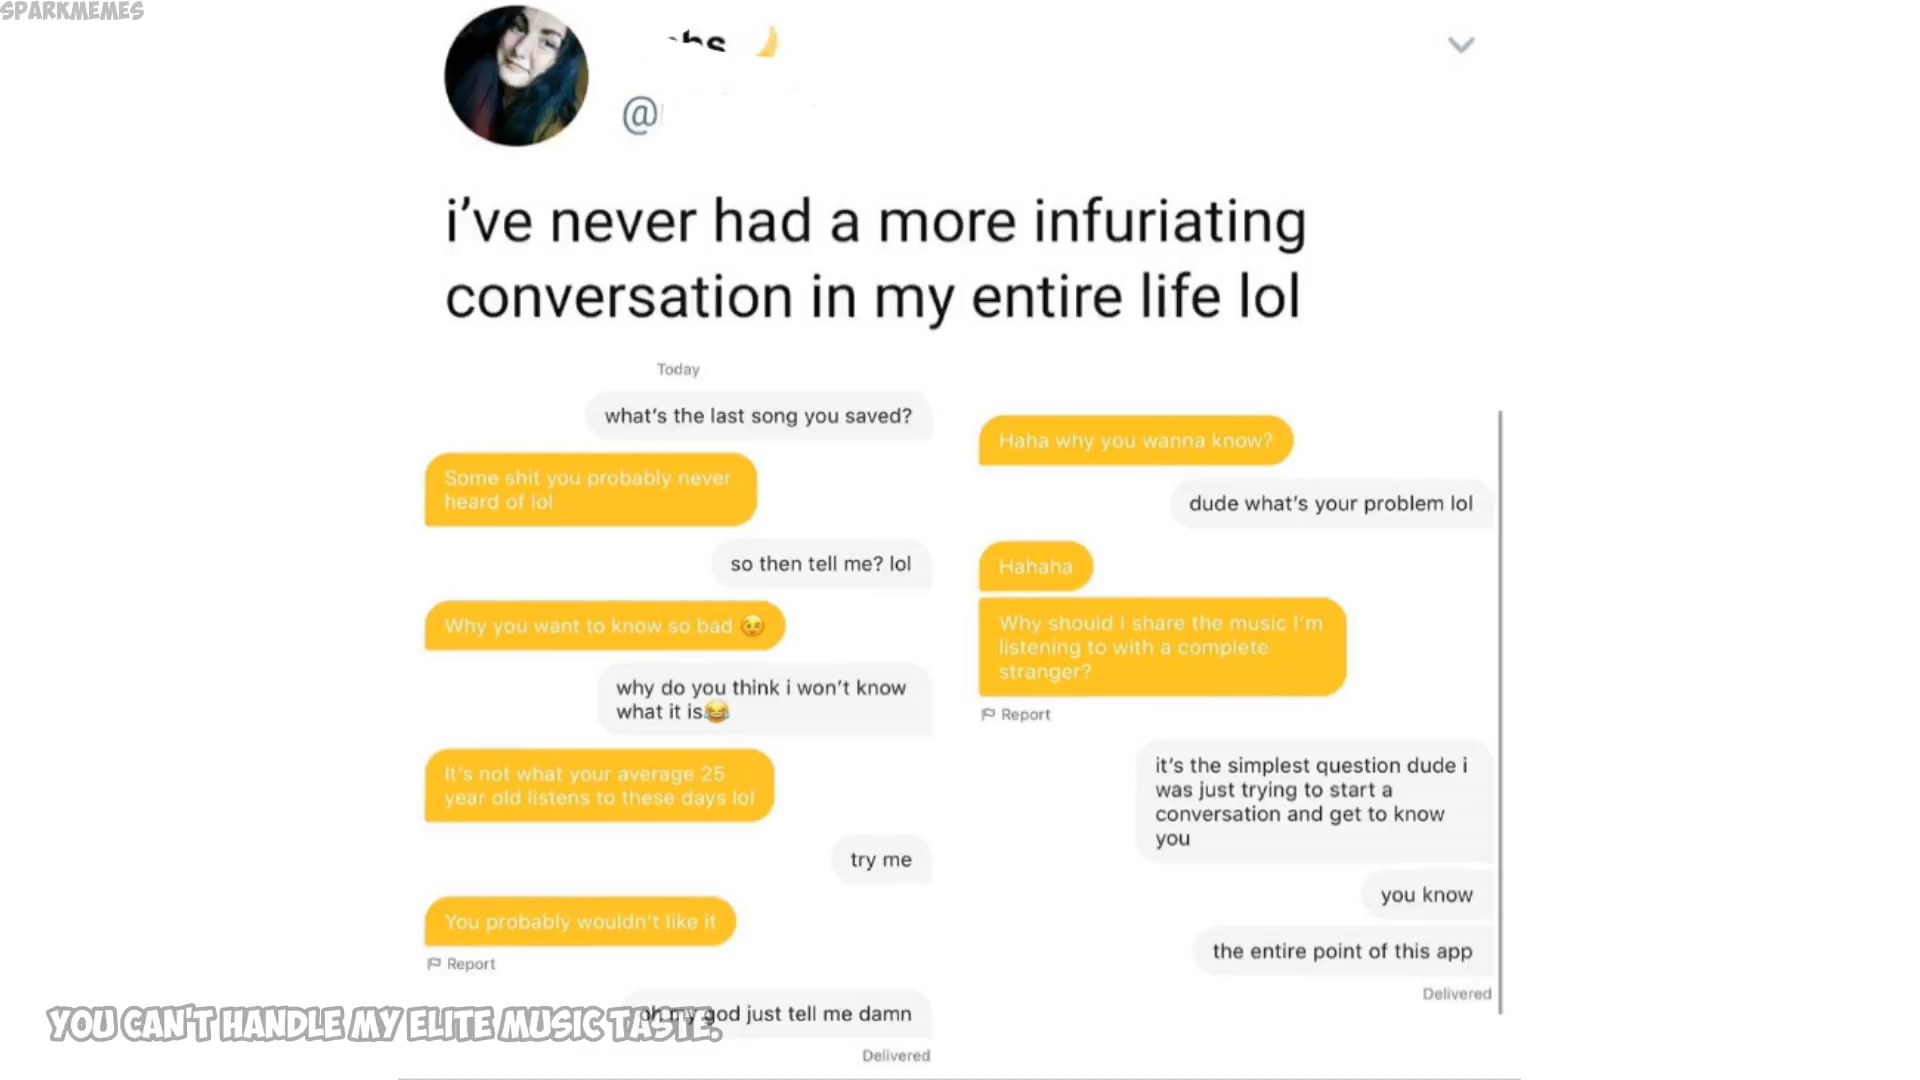 SPARKMEMES
🌙
@
i've never had a more infuriating
conversation in my entire life lol
Today
what's the last song you saved?
Some shit you probably never
heard of lol
so then tell me? lol
Why you want to know so bad 😉
why do you think i won't know
what it is😂
It's not what your average 25
year old listens to these days lol
try me
You probably wouldn't like it
Report
oh my god just tell me damn
Delivered
Haha why you wanna know?
dude what's your problem lol
Hahaha
Why should I share the music I'm
listening to with a complete
stranger?
Report
it's the simplest question dude i
was just trying to start a
conversation and get to know
you
you know
the entire point of this app
Delivered
YOU CAN'T HANDLE MY ELITE MUSIC TASTE.